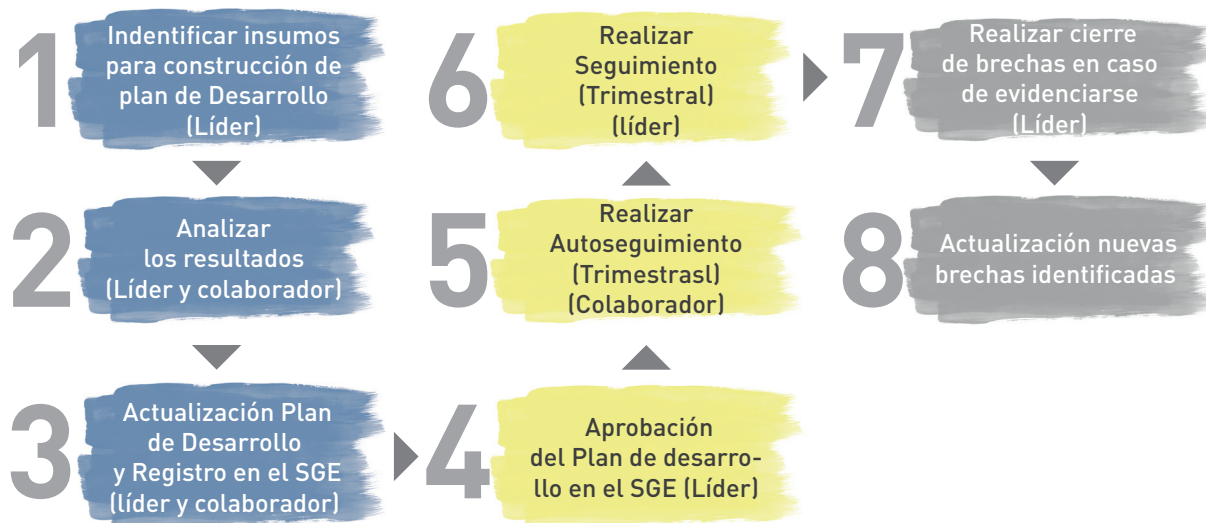 1
Indentificar insumos
para construcción de
plan de Desarrollo
(Líder)
2
Analizar
los resultados
(Líder y colaborador)
3
Actualización Plan
de Desarrollo
y Registro en el SGE
(líder y colaborador)
4
Aprobación
del Plan de desarro-
llo en el SGE (Líder)
5
Realizar
Autoseguimiento
(Trimestrasl)
(Colaborador)
6
Realizar
Seguimiento
(Trimestral)
(líder)
7
Realizar cierre
de brechas en caso
de evidenciarse
(Líder)
8
Actualización nuevas
brechas identificadas